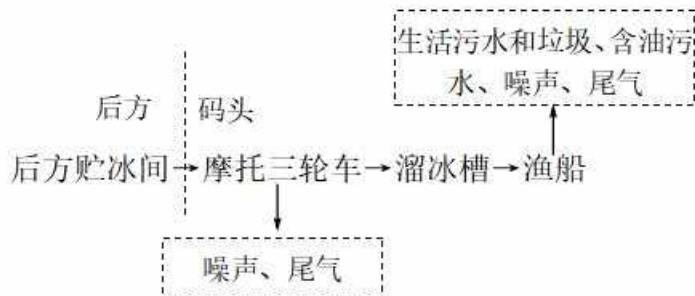 生活污水和垃圾、含油污
水、噪声、尾气
后方 码头
后方贮冰间→摩托三轮车→溜冰槽→渔船
噪声、尾气